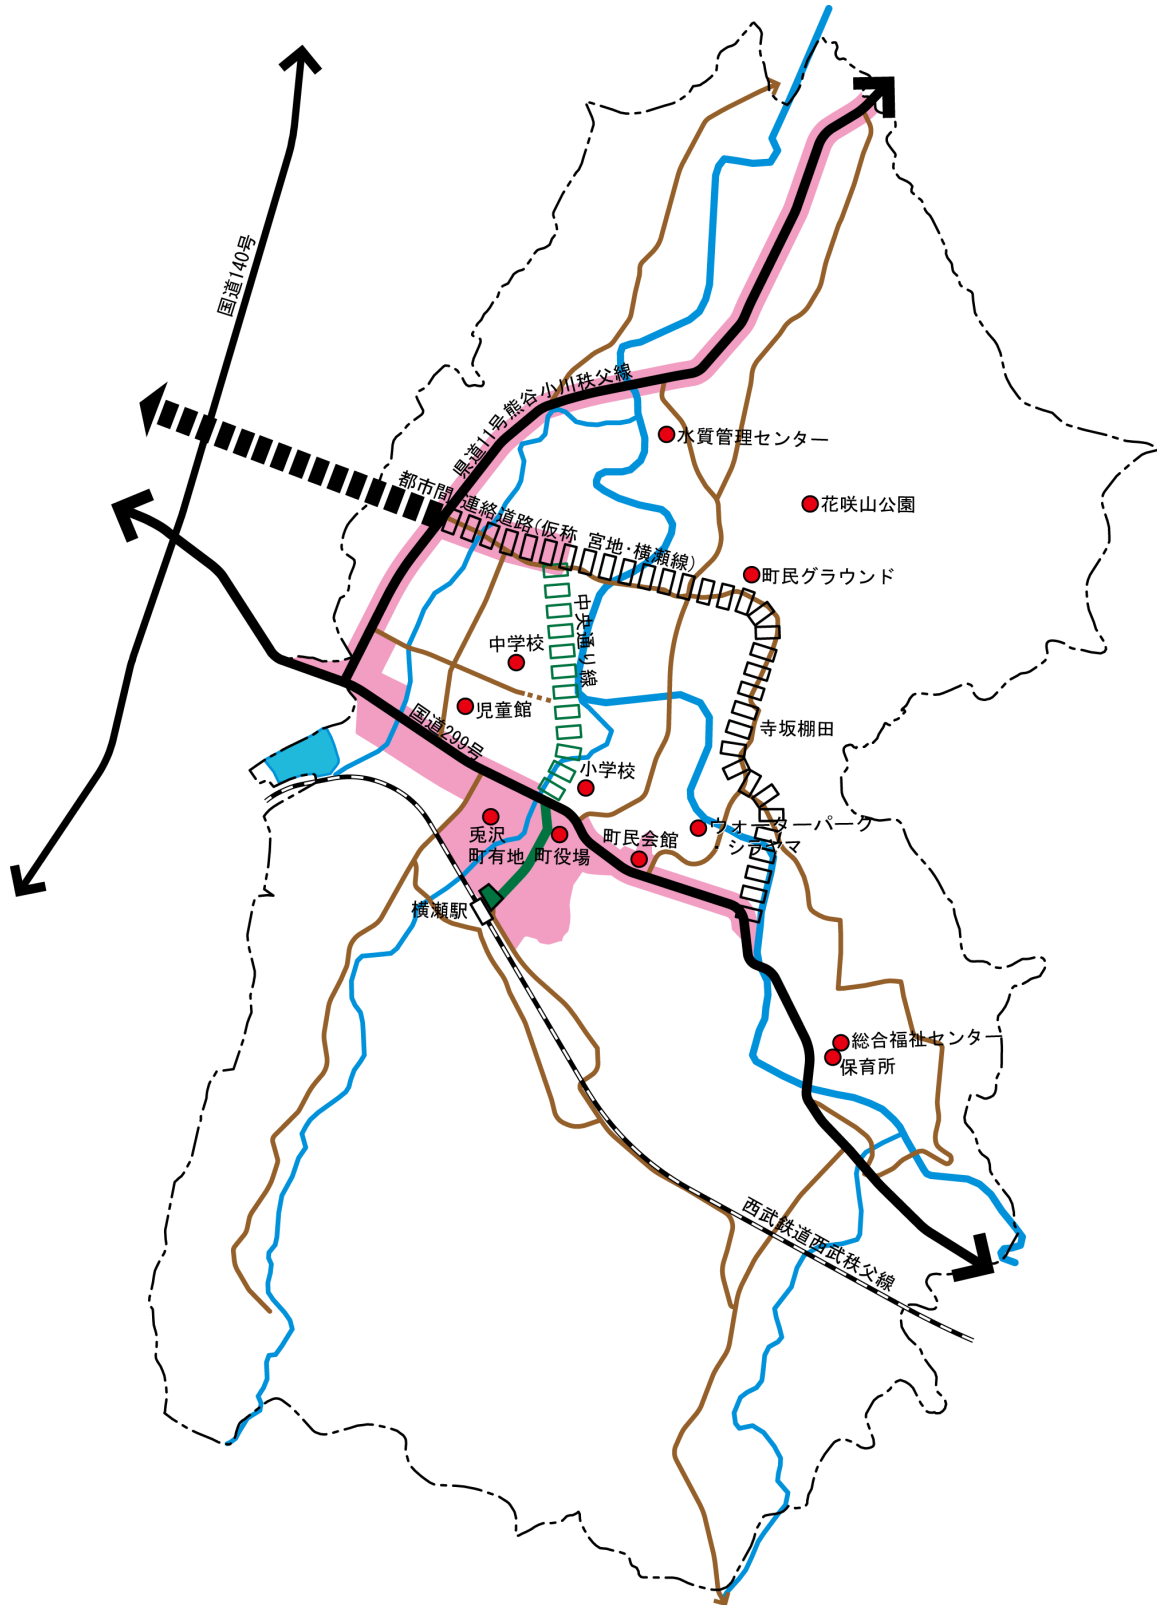 国道140号
県道11号熊谷小川秩父線
水質管理センター
都市間 連絡道路(仮称 宮地・横瀬線)
花咲山公園
町民グラウンド
中央通り線
中学校
児童館
国道299号
寺坂棚田
小学校
兎沢
町有地
町役場
町民会館
ウォーターパーク
・シラヤマ
横瀬駅
総合福祉センター
保育所
西武鉄道西武秩父線